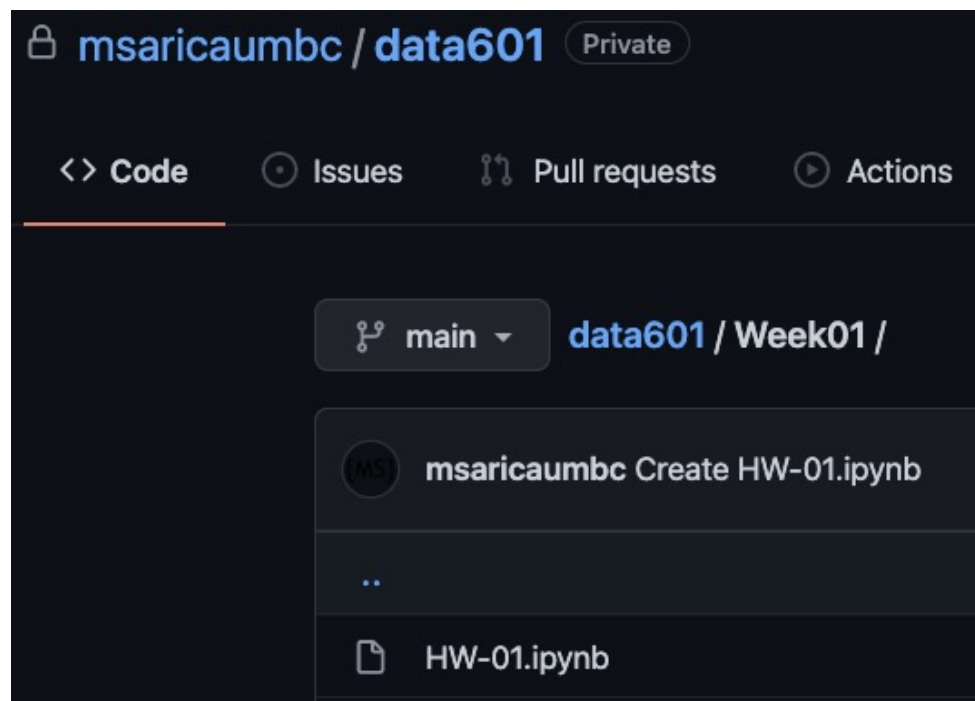 msaricaumbc / data601 Private
<> Code Issues Pull requests Actions
main data601 / Week01 /
[MS] msaricaumbc Create HW-01.ipynb
..
HW-01.ipynb